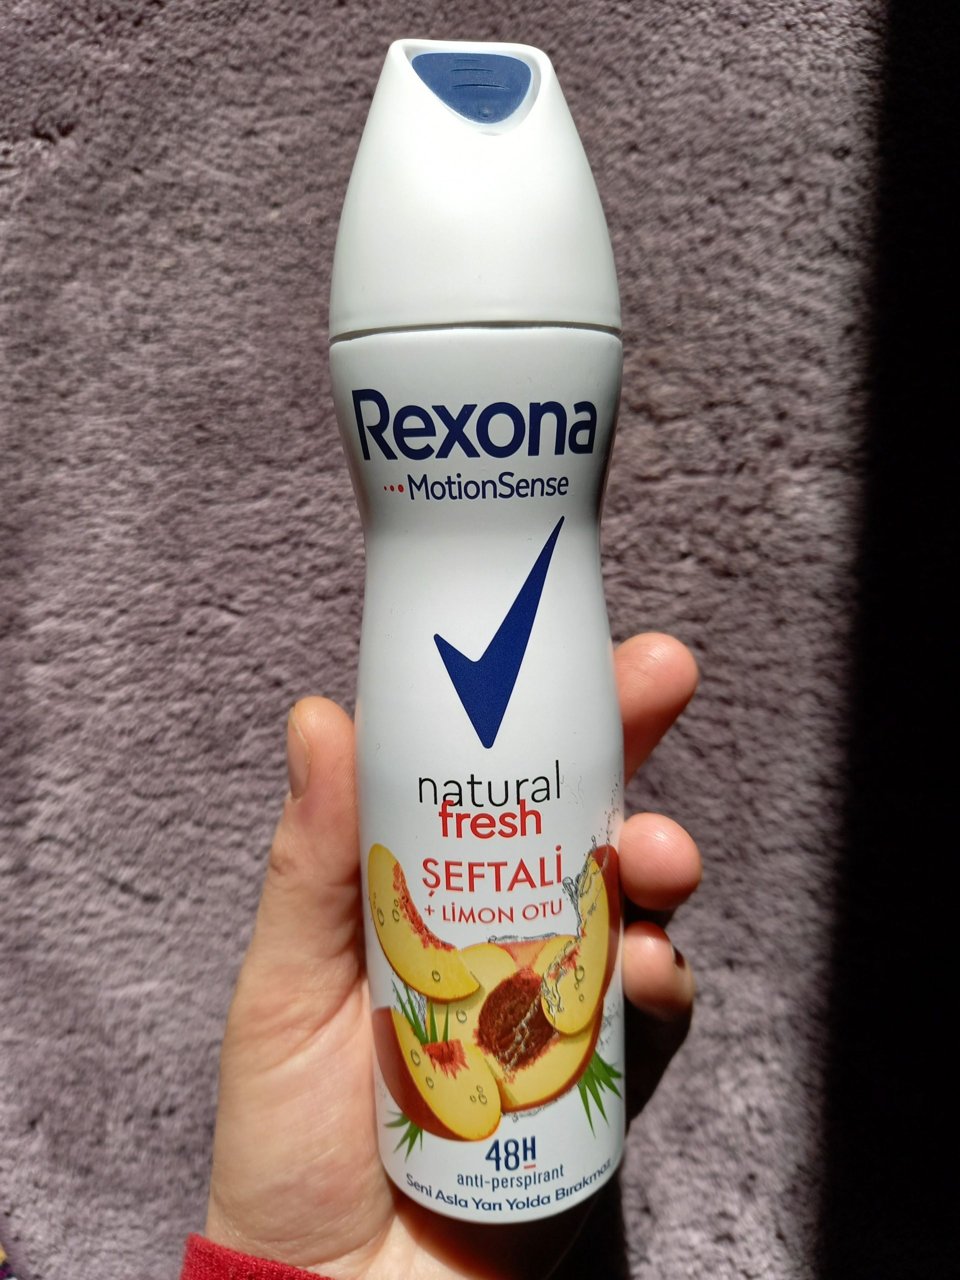 Rexona
MotionSense
natural
fresh
ŞEFTALİ
+ LİMON OTU
48H
anti-perspirant
Seni Asla Yarı Yolda Bırakmaz